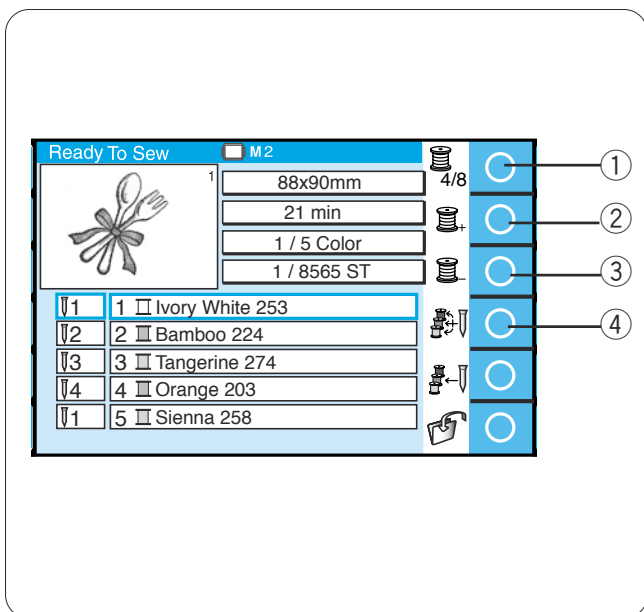 Ready To Sew M2
1
88x90mm
21 min
1 / 5 Color
1 / 8565 ST
1 1 Ivory White 253
2 2 Bamboo 224
3 3 Tangerine 274
4 4 Orange 203
1 5 Sienna 258
4/8
+
−
①
②
③
④